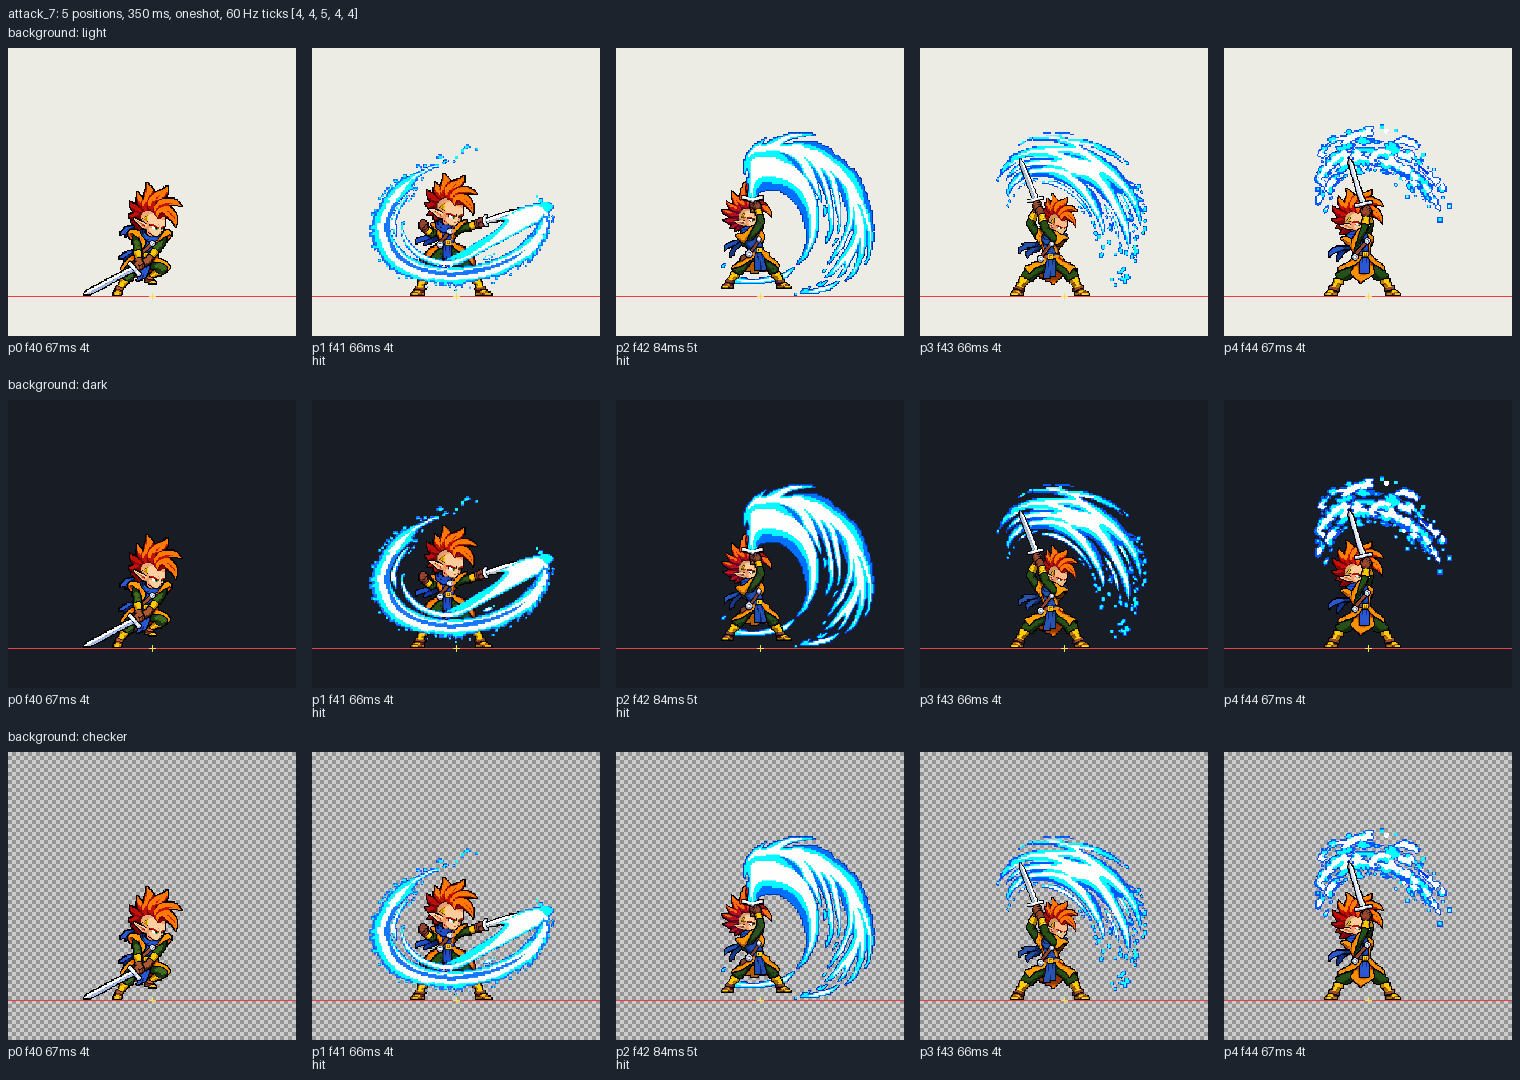 attack_7: 5 positions, 350 ms, oneshot, 60 Hz ticks [4, 4, 5, 4, 4]
background: light
p0 f40 67ms 4t
p1 f41 66ms 4t
hit
p2 f42 84ms 5t
hit
p3 f43 66ms 4t
p4 f44 67ms 4t
background: dark
p0 f40 67ms 4t
p1 f41 66ms 4t
hit
p2 f42 84ms 5t
hit
p3 f43 66ms 4t
p4 f44 67ms 4t
background: checker
p0 f40 67ms 4t
p1 f41 66ms 4t
hit
p2 f42 84ms 5t
hit
p3 f43 66ms 4t
p4 f44 67ms 4t